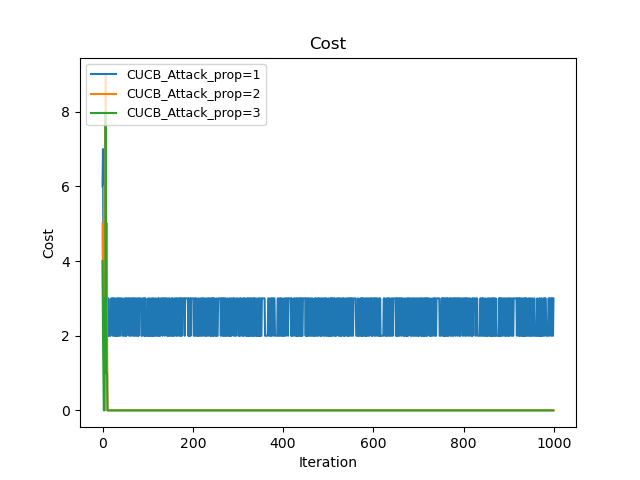 Cost
CUCB_Attack_prop=1
CUCB_Attack_prop=2
CUCB_Attack_prop=3
8
6
4
2
0
Cost
0 200 400 600 800 1000
Iteration